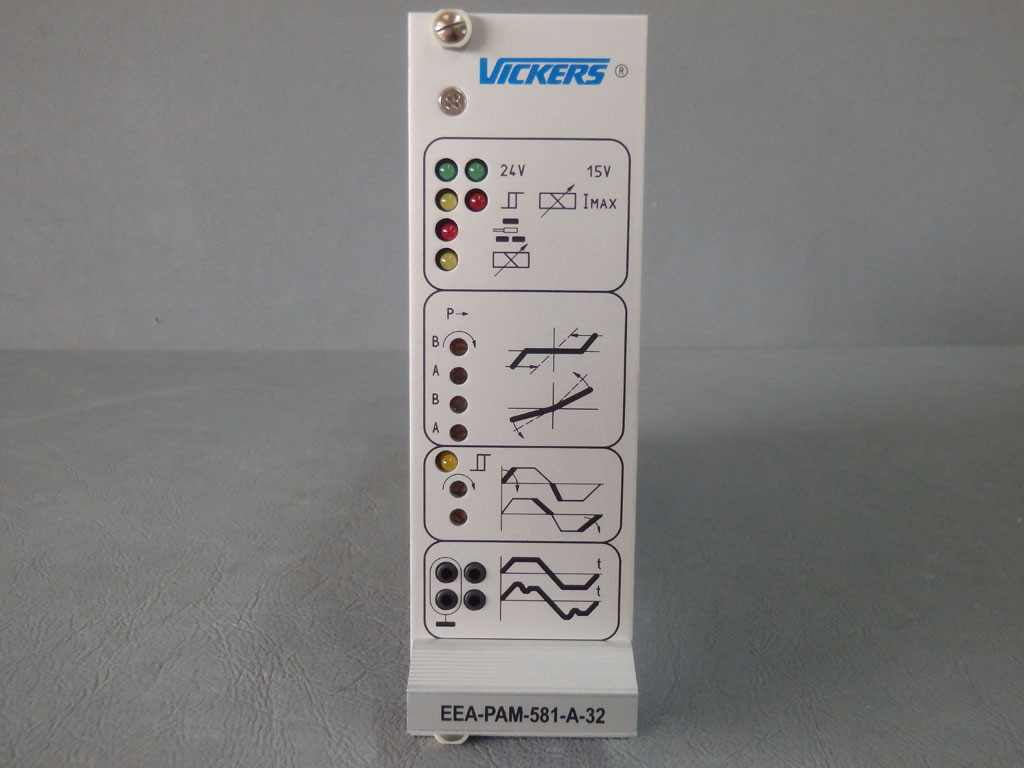 VICKERS ®
24V 15V
IMAX
P→
B
A
B
A
t
t
EEA-PAM-581-A-32